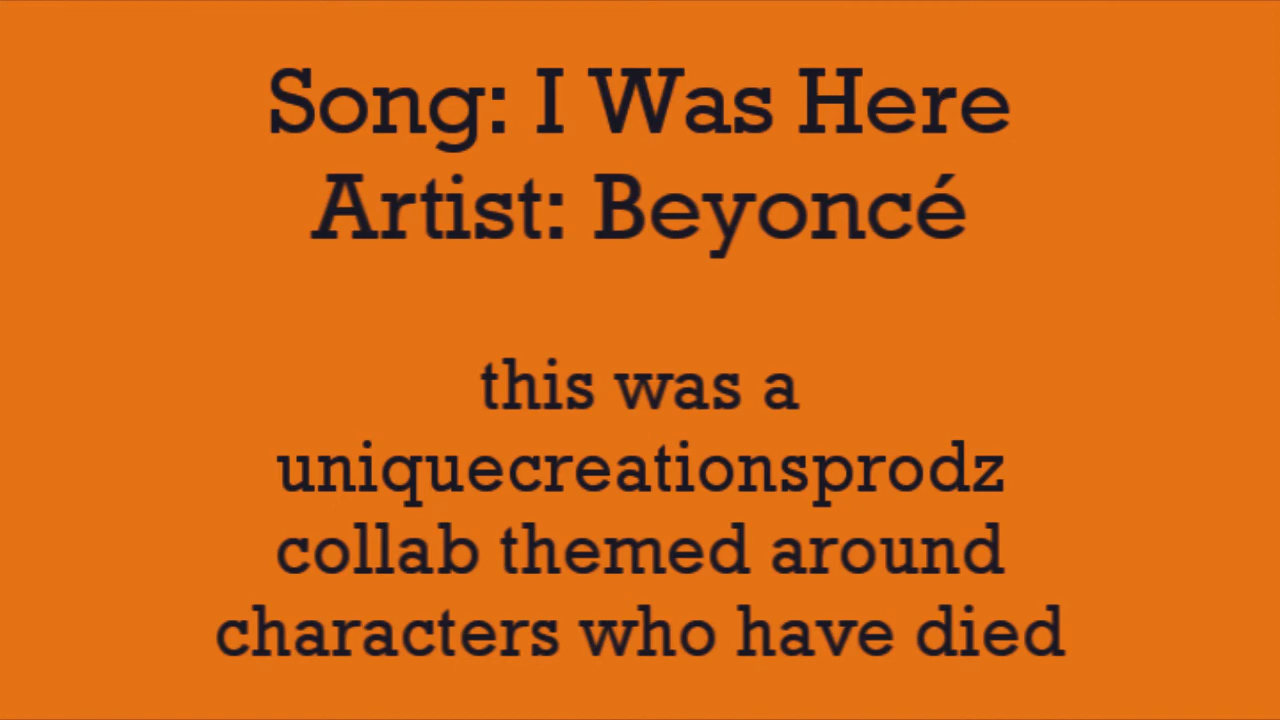 Song: I Was Here
Artist: Beyoncé
this was a
uniquecreationsprodz
collab themed around
characters who have died